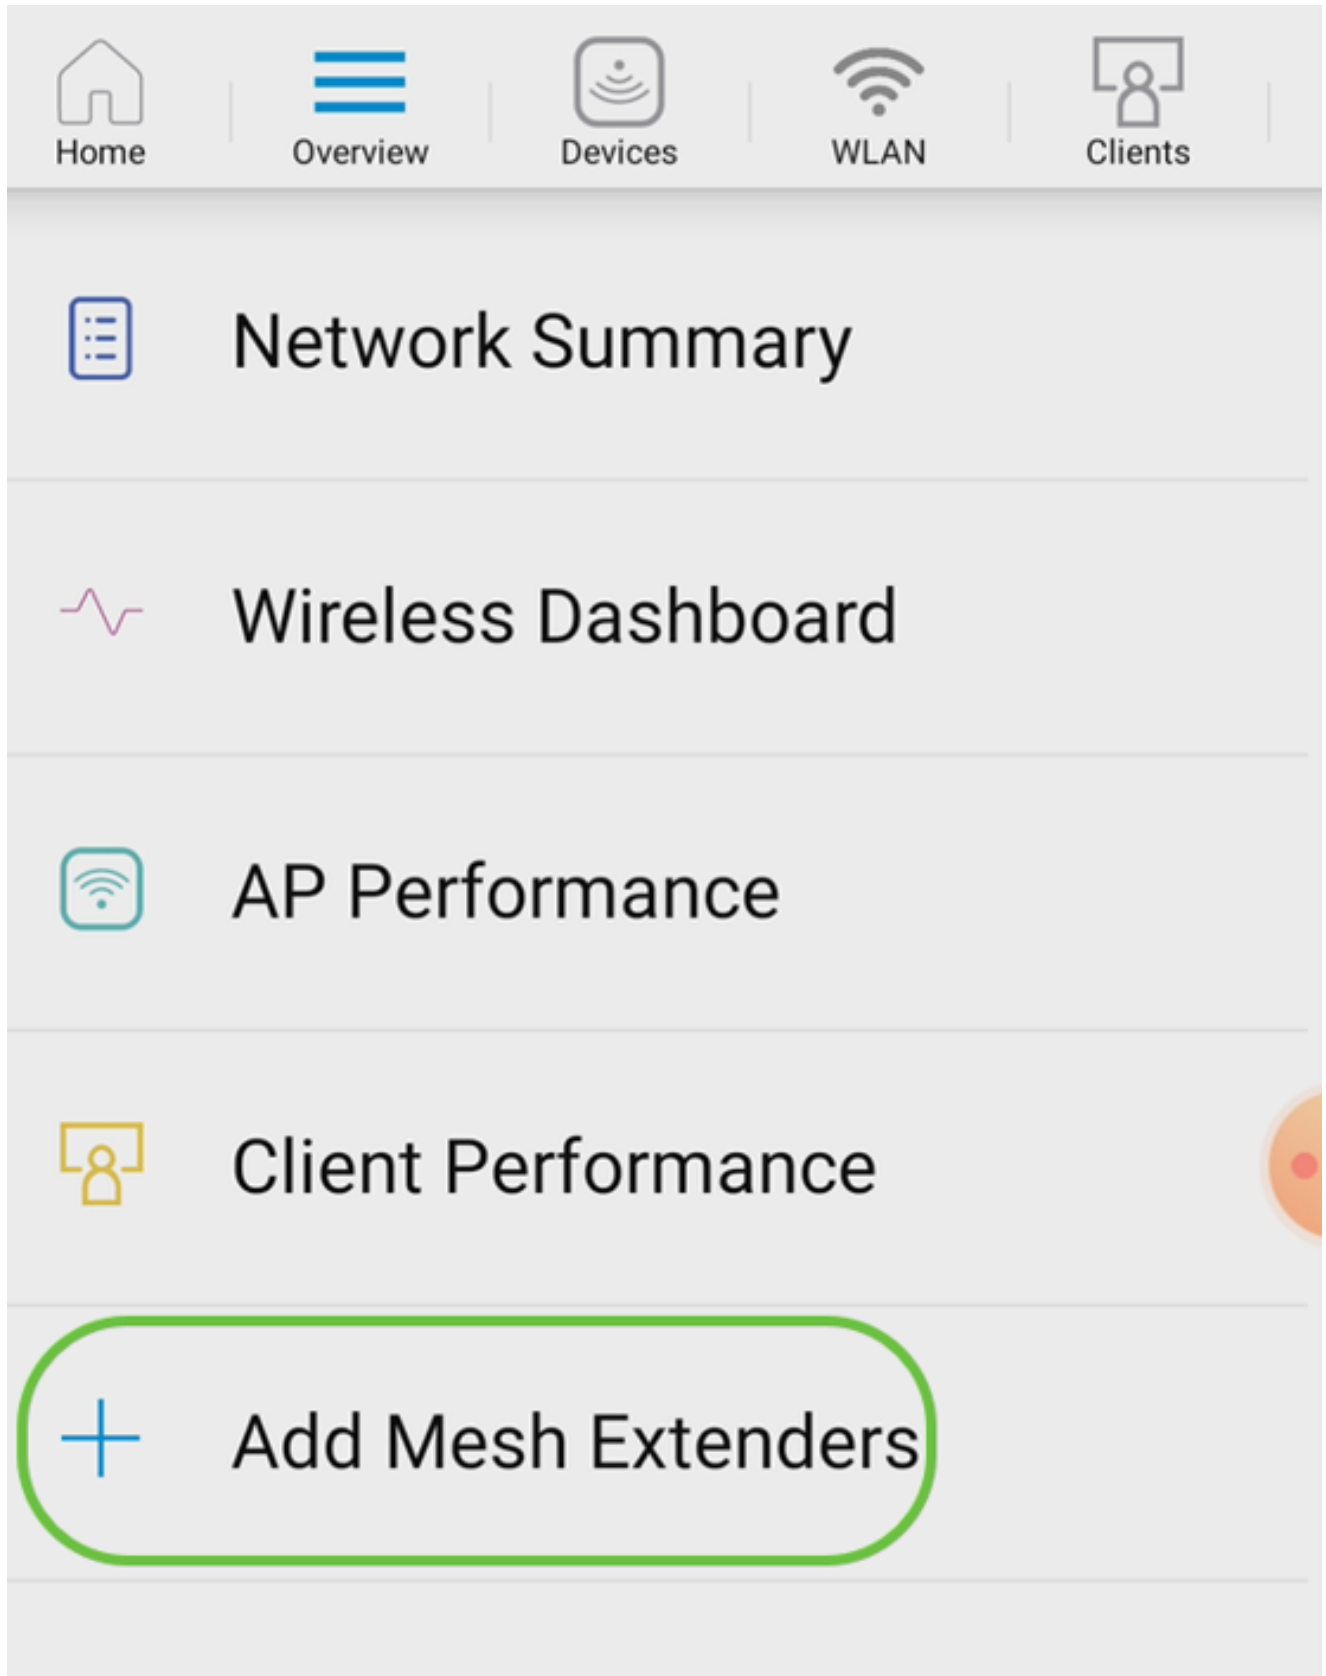 Home Overview Devices WLAN Clients
Network Summary
Wireless Dashboard
AP Performance
Client Performance
Add Mesh Extenders